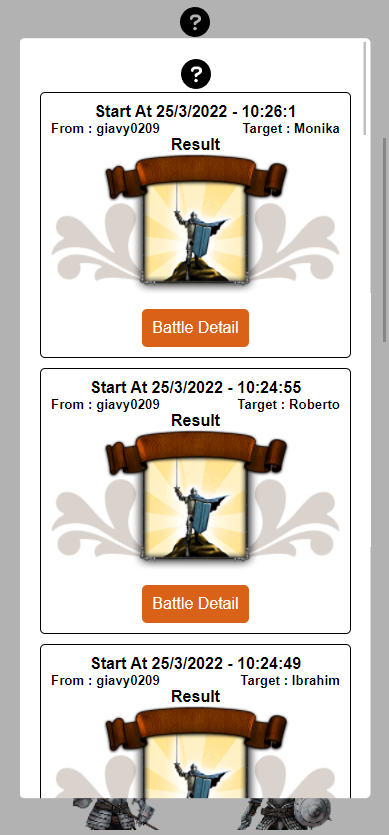 ?
?
Start At 25/3/2022 - 10:26:1
From : giavy0209 Target : Monika
Result
Battle Detail
Start At 25/3/2022 - 10:24:55
From : giavy0209 Target : Roberto
Result
Battle Detail
Start At 25/3/2022 - 10:24:49
From : giavy0209 Target : Ibrahim
Result